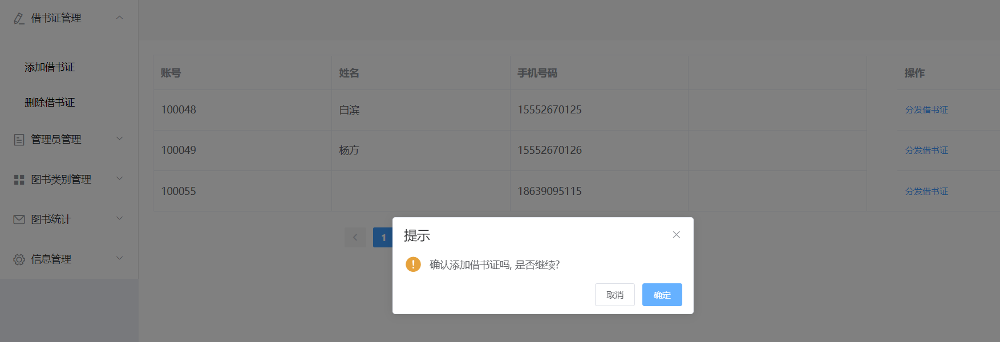 借书证管理
添加借书证
删除借书证
管理员管理
图书类别管理
图书统计
信息管理
账号 姓名 手机号码 操作
100048 白滨 15552670125 分发借书证
100049 杨方 15552670126 分发借书证
100055 18639095115 分发借书证
1
提示
确认添加借书证吗, 是否继续?
取消 确定